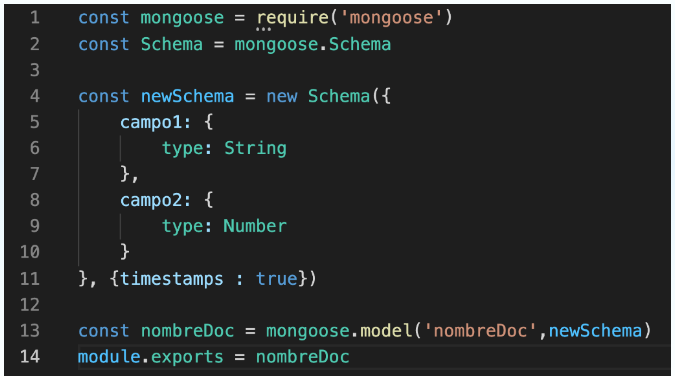 1 const mongoose = require('mongoose')
2 const Schema = mongoose.Schema
3
4 const newSchema = new Schema({
5     campo1: {
6         type: String
7     },
8     campo2: {
9         type: Number
10     }
11 }, {timestamps : true})
12
13 const nombreDoc = mongoose.model('nombreDoc',newSchema)
14 module.exports = nombreDoc